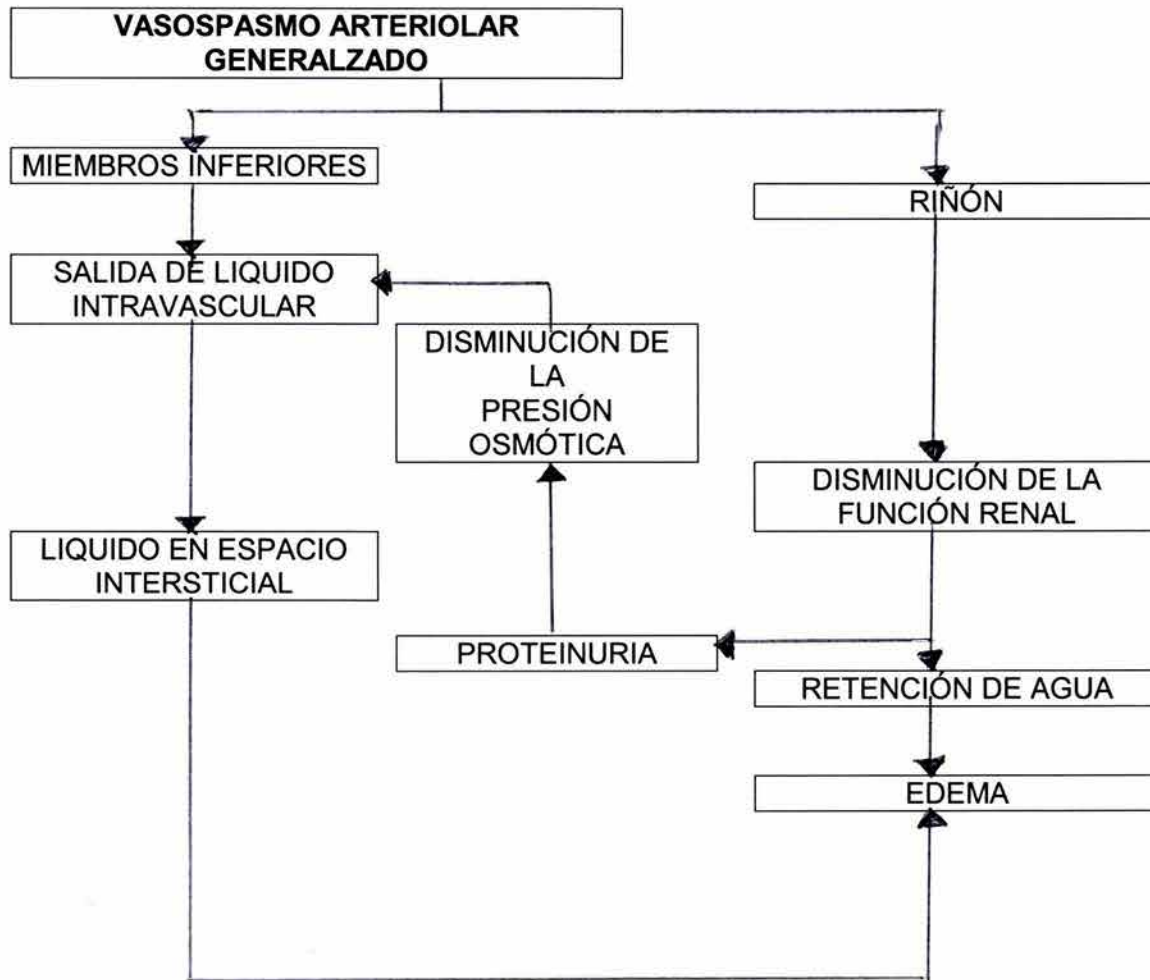 VASOSPASMO ARTERIOLAR
GENERALZADO
MIEMBROS INFERIORES
RIÑÓN
SALIDA DE LIQUIDO
INTRAVASCULAR
DISMINUCIÓN DE
LA
PRESIÓN
OSMÓTICA
DISMINUCIÓN DE LA
FUNCIÓN RENAL
LIQUIDO EN ESPACIO
INTERSTICIAL
PROTEINURIA
RETENCIÓN DE AGUA
EDEMA